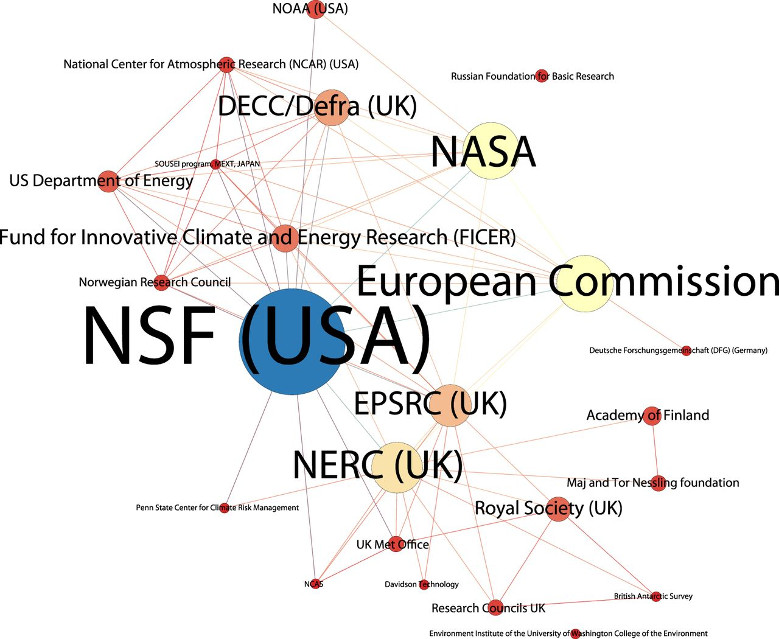 NOAA (USA)
National Center for Atmospheric Research (NCAR) (USA)
Russian Foundation for Basic Research
DECC/Defra (UK)
NASA
SOUSEI program, MEXT, JAPAN
US Department of Energy
Fund for Innovative Climate and Energy Research (FICER)
Norwegian Research Council
European Commission
NSF (USA)
Deutsche Forschungsgemeinschaft (DFG) (Germany)
EPSRC (UK)
Academy of Finland
NERC (UK)
Maj and Tor Nessling foundation
Penn State Center for Climate Risk Management
Royal Society (UK)
UK Met Office
NCAS
Davidson Technology
British Antarctic Survey
Research Councils UK
Environment Institute of the University of Washington College of the Environment